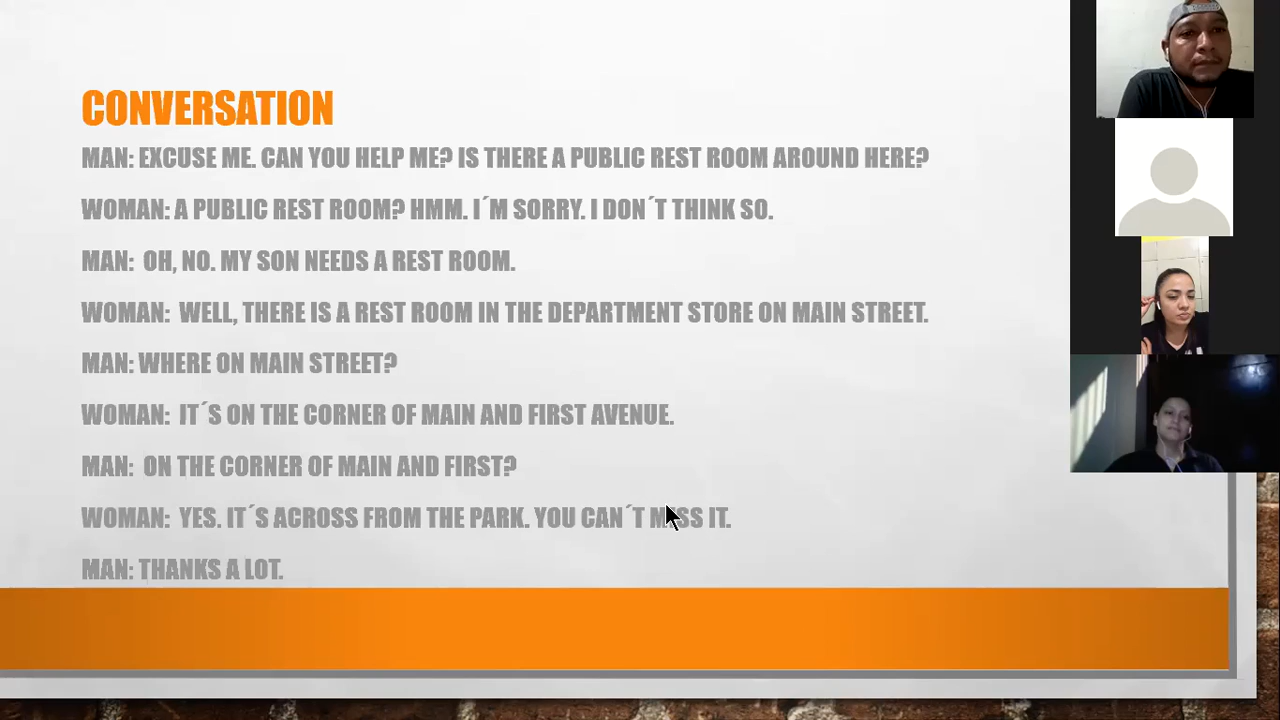 CONVERSATION
MAN: EXCUSE ME. CAN YOU HELP ME? IS THERE A PUBLIC REST ROOM AROUND HERE?
WOMAN: A PUBLIC REST ROOM? HMM. I´M SORRY. I DON´T THINK SO.
MAN: OH, NO. MY SON NEEDS A REST ROOM.
WOMAN: WELL, THERE IS A REST ROOM IN THE DEPARTMENT STORE ON MAIN STREET.
MAN: WHERE ON MAIN STREET?
WOMAN: IT´S ON THE CORNER OF MAIN AND FIRST AVENUE.
MAN: ON THE CORNER OF MAIN AND FIRST?
WOMAN: YES. IT´S ACROSS FROM THE PARK. YOU CAN´T MISS IT.
MAN: THANKS A LOT.